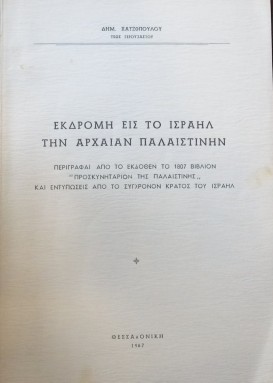 ΔΗΜ. ΧΑΤΖΟΠΟΥΛΟΥ
ΕΚΔΡΟΜΗ ΕΙΣ ΤΟ ΙΣΡΑΗΛ
ΤΗΝ ΑΡΧΑΙΑΝ ΠΑΛΑΙΣΤΙΝΗΝ
ΠΕΡΙΓΡΑΦΑΙ ΑΠΟ ΤΟ ΕΚΔΟΘΕΝ ΤΟ 1807 ΒΙΒΛΙΟΝ
“ΠΡΟΣΚΥΝΗΤΑΡΙΟΝ ΤΗΣ ΠΑΛΑΙΣΤΙΝΗΣ„
ΚΑΙ ΕΝΤΥΠΩΣΕΙΣ ΑΠΟ ΤΟ ΣΥΓΧΡΟΝΟΝ ΚΡΑΤΟΣ ΤΟΥ ΙΣΡΑΗΛ
ΘΕΣΣΑΛΟΝΙΚΗ
1967